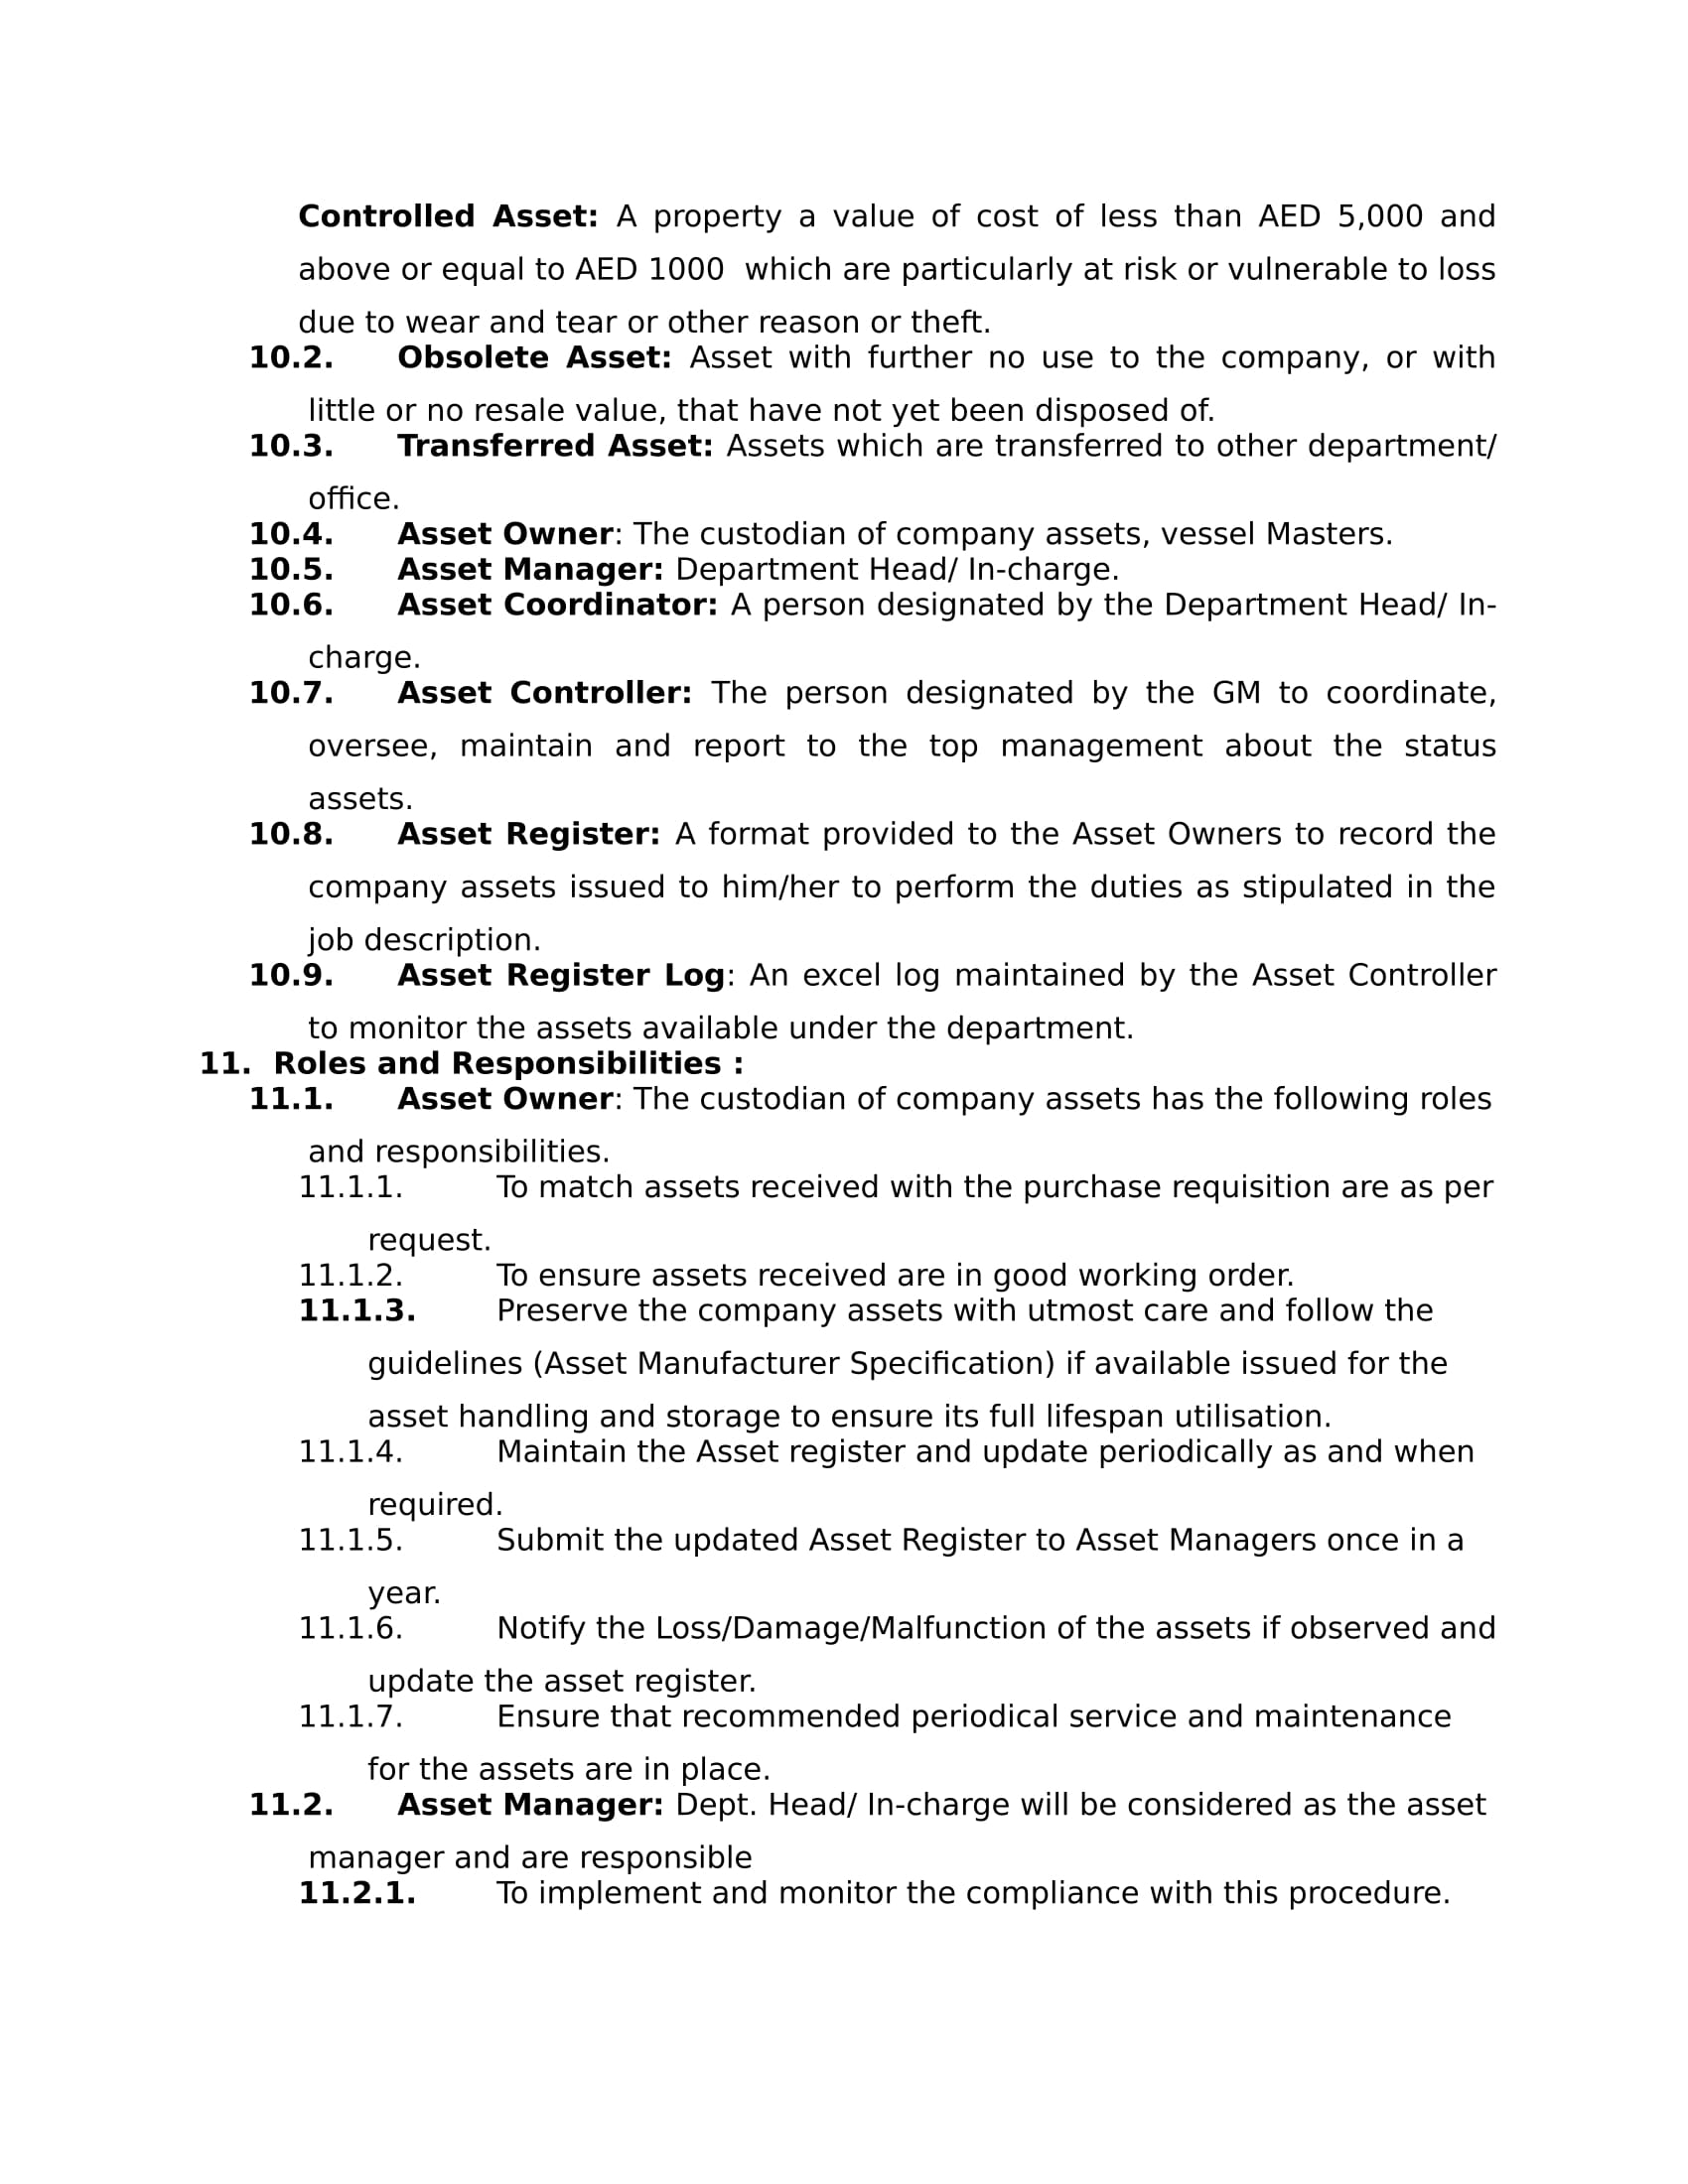 Controlled Asset: A property a value of cost of less than AED 5,000 and
above or equal to AED 1000  which are particularly at risk or vulnerable to loss
due to wear and tear or other reason or theft.
10.2. Obsolete Asset: Asset with further no use to the company, or with
little or no resale value, that have not yet been disposed of.
10.3. Transferred Asset: Assets which are transferred to other department/
office.
10.4. Asset Owner: The custodian of company assets, vessel Masters.
10.5. Asset Manager: Department Head/ In-charge.
10.6. Asset Coordinator: A person designated by the Department Head/ In-
charge.
10.7. Asset Controller: The person designated by the GM to coordinate,
oversee, maintain and report to the top management about the status
assets.
10.8. Asset Register: A format provided to the Asset Owners to record the
company assets issued to him/her to perform the duties as stipulated in the
job description.
10.9. Asset Register Log: An excel log maintained by the Asset Controller
to monitor the assets available under the department.
11. Roles and Responsibilities :
11.1. Asset Owner: The custodian of company assets has the following roles
and responsibilities.
11.1.1. To match assets received with the purchase requisition are as per
request.
11.1.2. To ensure assets received are in good working order.
11.1.3. Preserve the company assets with utmost care and follow the
guidelines (Asset Manufacturer Specification) if available issued for the
asset handling and storage to ensure its full lifespan utilisation.
11.1.4. Maintain the Asset register and update periodically as and when
required.
11.1.5. Submit the updated Asset Register to Asset Managers once in a
year.
11.1.6. Notify the Loss/Damage/Malfunction of the assets if observed and
update the asset register.
11.1.7. Ensure that recommended periodical service and maintenance
for the assets are in place.
11.2. Asset Manager: Dept. Head/ In-charge will be considered as the asset
manager and are responsible
11.2.1. To implement and monitor the compliance with this procedure.